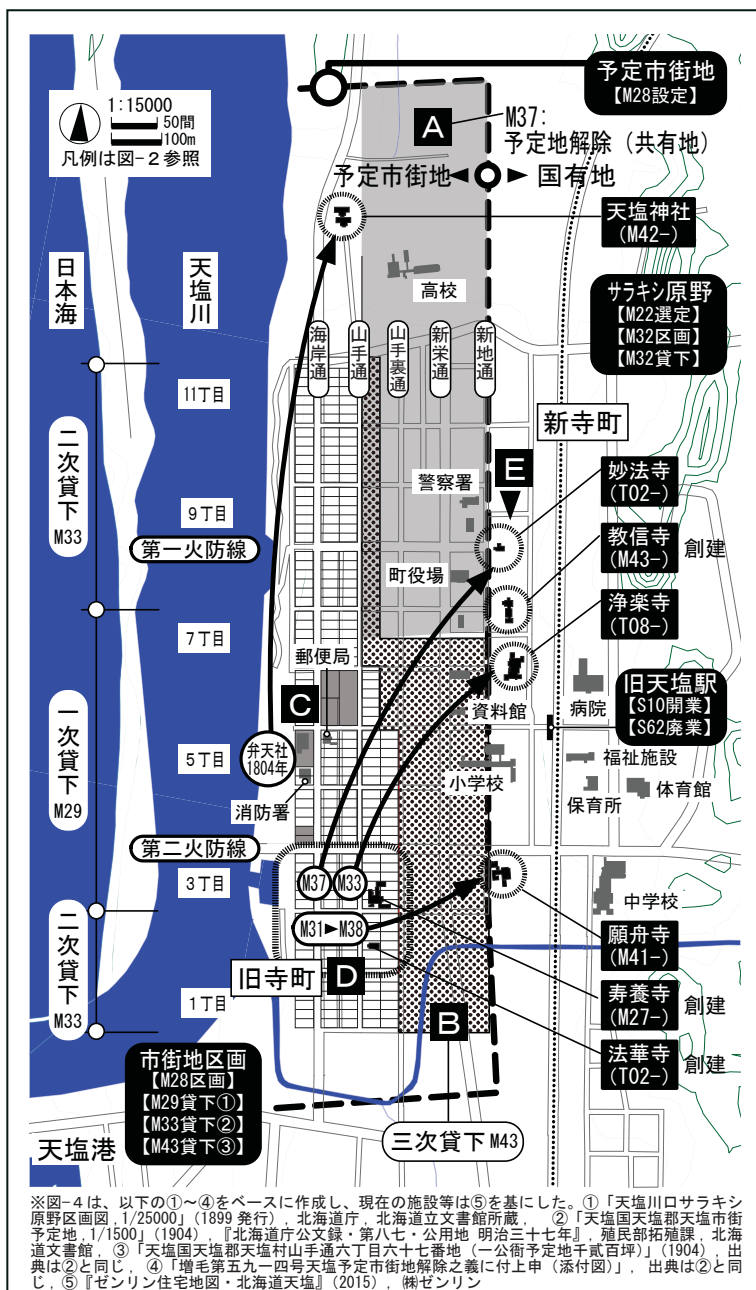 予定市街地
【M28設定】
1:15000
50間
100m
凡例は図-2参照
A
M37:
予定地解除（共有地）
予定市街地
国有地
天塩神社
(M42-)
日本海
天塩川
高校
サラキシ原野
【M22選定】
【M32区画】
【M32貸下】
海岸通
山手通
山手裏通
新栄通
新地通
11丁目
新寺町
二次貸下
M33
E
妙法寺
(T02-)
警察署
9丁目
第一火防線
教信寺
(M43-)
創建
町役場
浄楽寺
(T08-)
7丁目
郵便局
旧天塩駅
【S10開業】
【S62廃業】
C
資料館
病院
一次貸下
M29
弁天社
1804年
5丁目
消防署
小学校
福祉施設
保育所
体育館
第二火防線
M37
M33
3丁目
中学校
M31►M38
願舟寺
(M41-)
二次貸下
M33
旧寺町
D
寿養寺
(M27-)
創建
1丁目
B
法華寺
(T02-)
創建
市街地区画
【M28区画】
【M29貸下①】
【M33貸下②】
【M43貸下③】
三次貸下M43
天塩港
※図-４は、以下の①～④をベースに作成し、現在の施設等は⑤を基にした。①「天塩川口サラキシ
原野区画図，1/25000」（1899 発行），北海道庁，北海道立文書館所蔵， ②「天塩国天塩郡天塩市街
予定地，1/1500」（1904），『北海道庁公文録・第八七・公用地 明治三十七年』，殖民部拓殖課，北海
道文書館，③「天塩国天塩郡天塩村山手通六丁目六十七番地（一公衙予定地千貳百坪）」（1904），出
典は②と同じ，④「増毛第五九一四号天塩予定市街地解除之義に付上申（添付図）」，出典は②と同
じ，⑤『ゼンリン住宅地図・北海道天塩』（2015），㈱ゼンリン